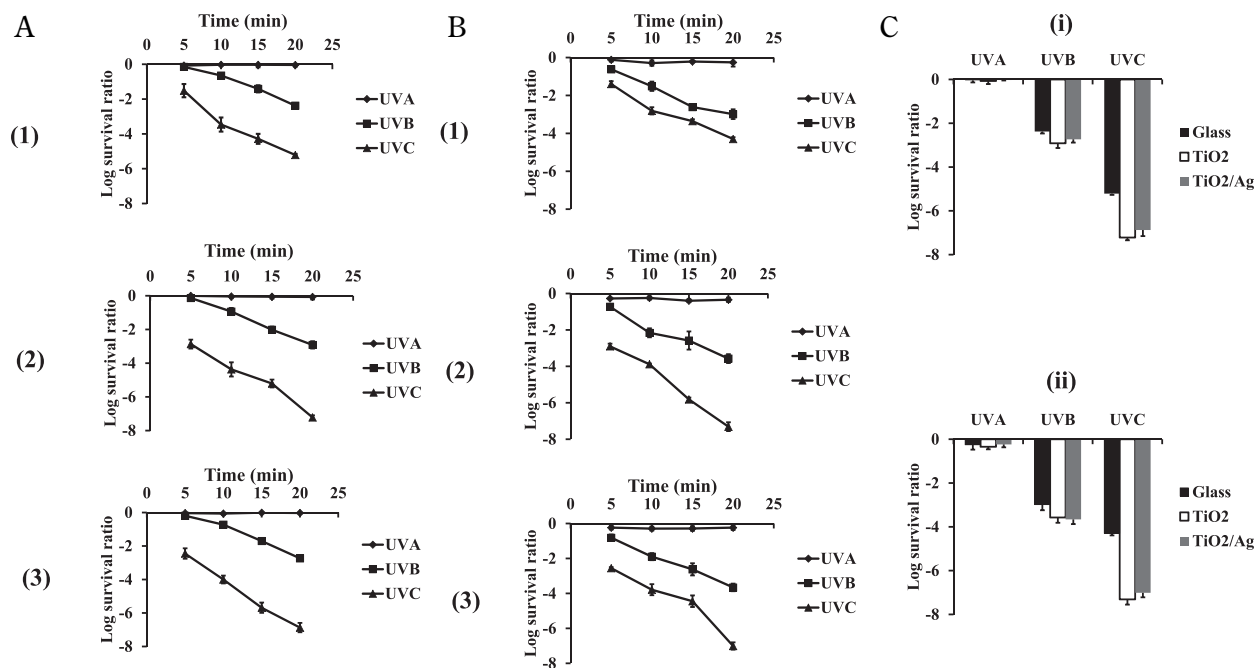 A
(1)
Time (min)
0 5 10 15 20 25
0
-2
-4
-6
-8
Log survival ratio
UVA
UVB
UVC
(2)
Time (min)
0 5 10 15 20 25
0
-2
-4
-6
-8
Log survival ratio
UVA
UVB
UVC
(3)
Time (min)
0 5 10 15 20 25
0
-2
-4
-6
-8
Log survival ratio
UVA
UVB
UVC
B
(1)
Time (min)
0 5 10 15 20 25
0
-2
-4
-6
-8
Log survival ratio
UVA
UVB
UVC
(2)
Time (min)
0 5 10 15 20 25
0
-2
-4
-6
-8
Log survival ratio
UVA
UVB
UVC
(3)
Time (min)
0 5 10 15 20 25
0
-2
-4
-6
-8
Log survival ratio
UVA
UVB
UVC
C
(i)
UVA UVB UVC
0
-2
-4
-6
-8
Log survival ratio
Glass
TiO2
TiO2/Ag
(ii)
UVA UVB UVC
0
-2
-4
-6
-8
Log survival ratio
Glass
TiO2
TiO2/Ag